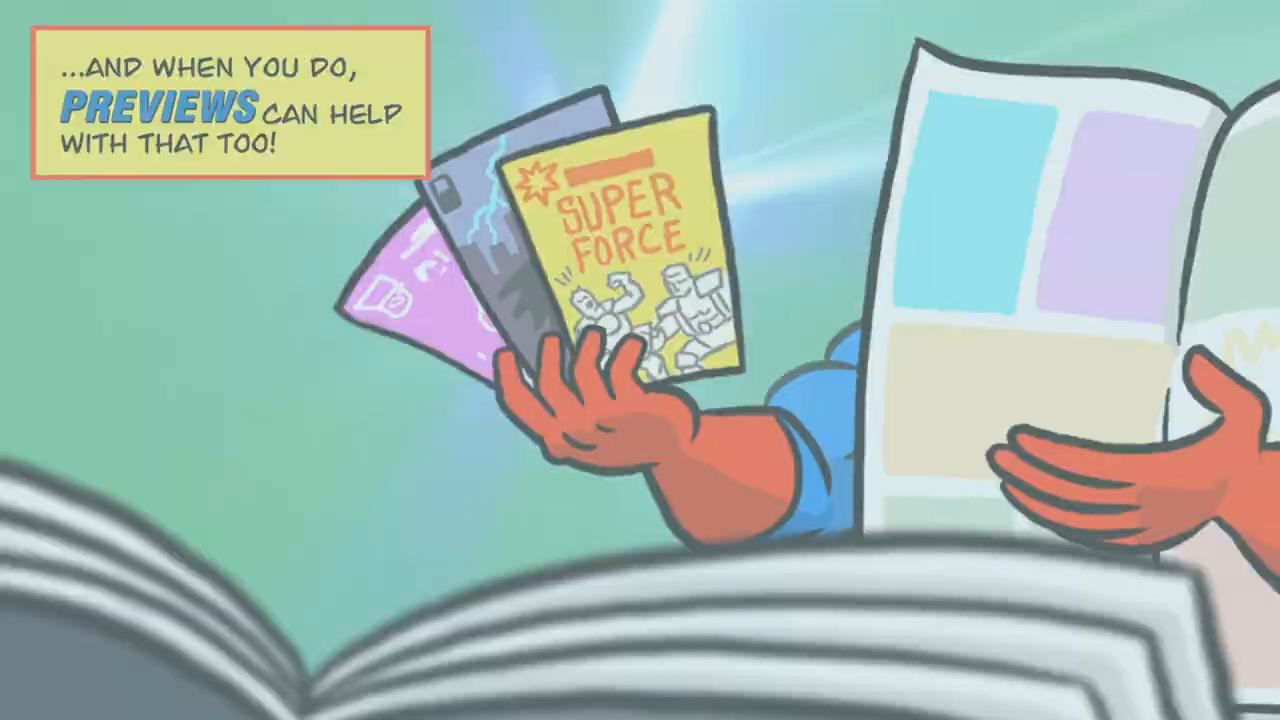 ...AND WHEN YOU DO,
PREVIEWS CAN HELP
WITH THAT TOO!
SUPER
FORCE